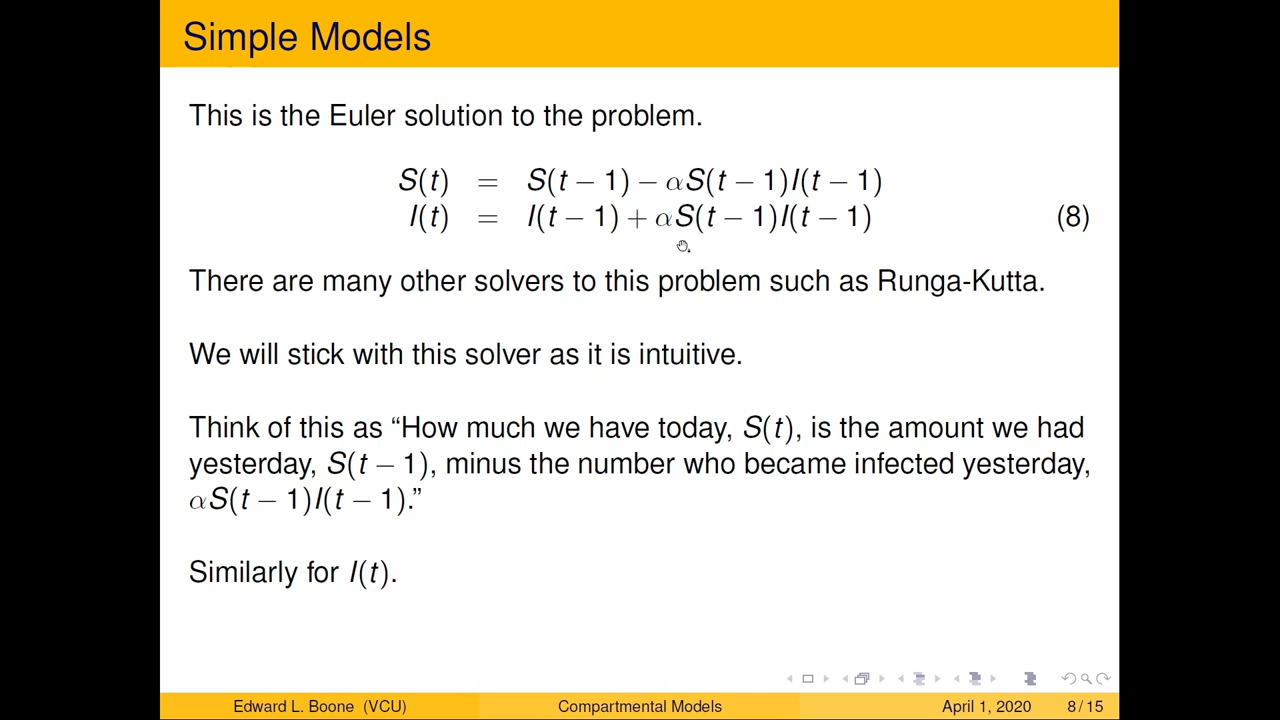 Simple Models
This is the Euler solution to the problem.
S(t) = S(t − 1) − αS(t − 1)I(t − 1)
I(t) = I(t − 1) + αS(t − 1)I(t − 1) (8)
There are many other solvers to this problem such as Runga-Kutta.
We will stick with this solver as it is intuitive.
Think of this as “How much we have today, S(t), is the amount we had
yesterday, S(t − 1), minus the number who became infected yesterday,
αS(t − 1)I(t − 1).”
Similarly for I(t).
Edward L. Boone (VCU) Compartmental Models April 1, 2020 8 / 15